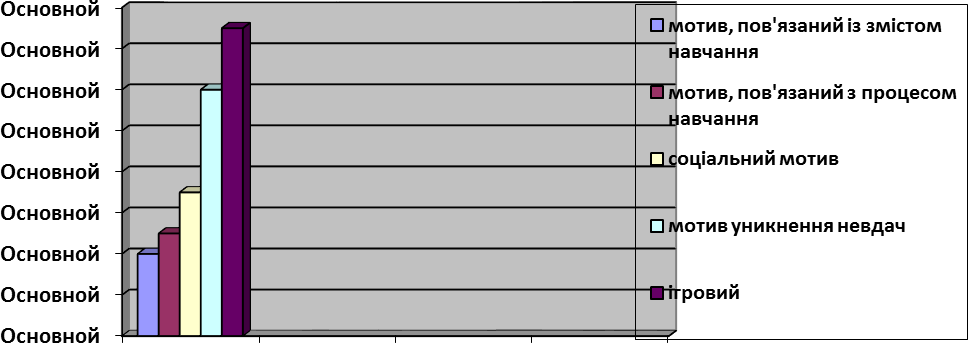 Основной
Основной
Основной
Основной
Основной
Основной
Основной
Основной
Основной
мотив, пов'язаний із змістом
навчання
мотив, пов'язаний з процесом
навчання
соціальний мотив
мотив уникнення невдач
ігровий